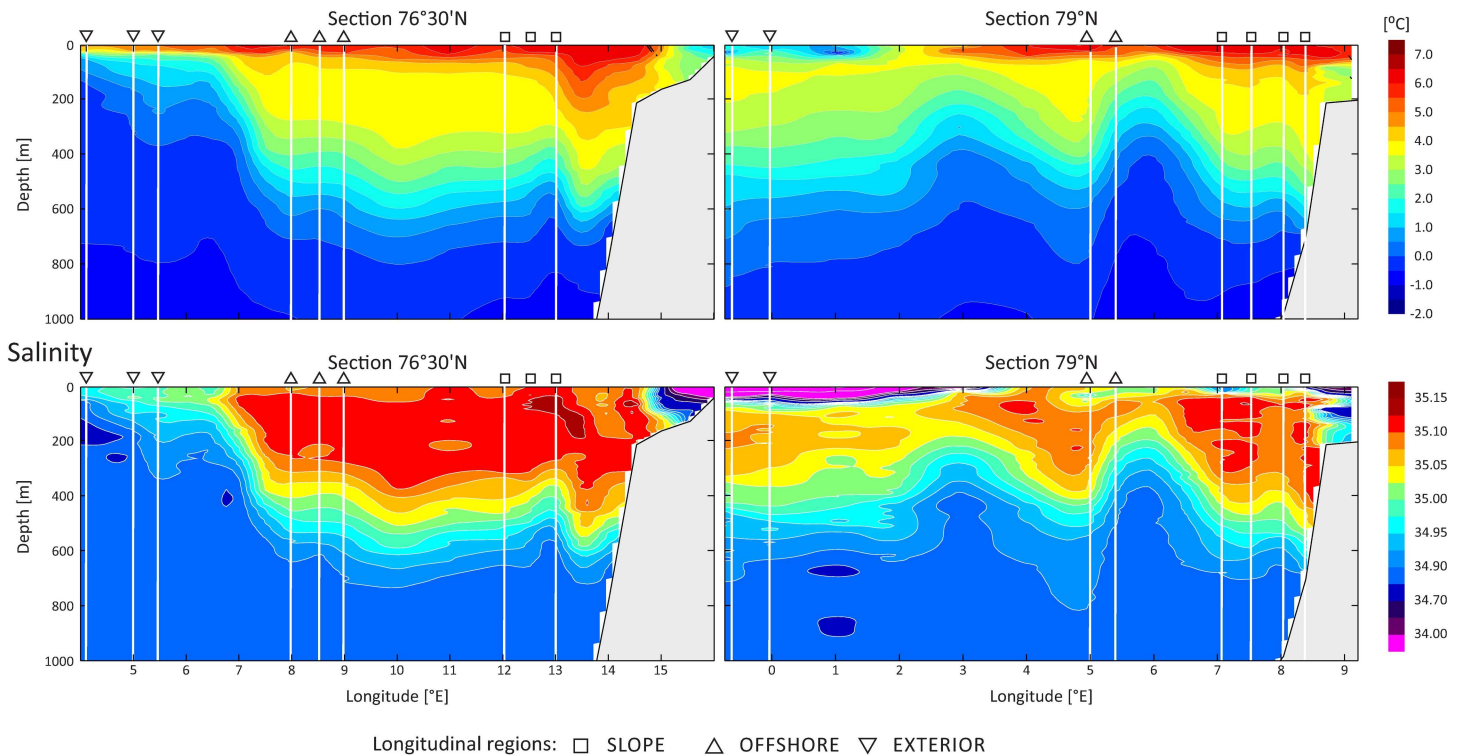 Section 76°30'N
Section 79°N
[°C]
0
200
400
600
800
1000
Depth [m]
7.0
6.0
5.0
4.0
3.0
2.0
1.0
0.0
-1.0
-2.0
Salinity
Section 76°30'N
Section 79°N
0
200
400
600
800
1000
Depth [m]
35.15
35.10
35.05
35.00
34.95
34.90
34.70
34.00
5 6 7 8 9 10 11 12 13 14 15
0 1 2 3 4 5 6 7 8 9
Longitude [°E]
Longitude [°E]
Longitudinal regions: SLOPE OFFSHORE EXTERIOR